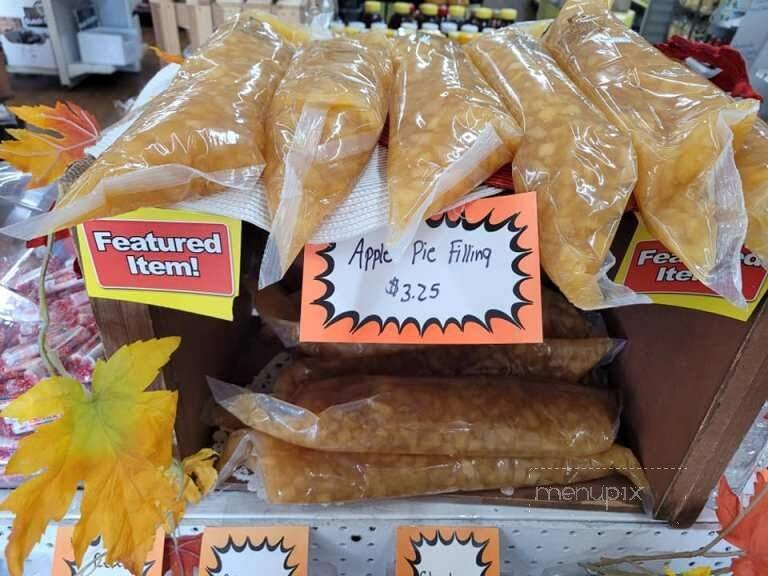 Featured
Item!
Apple Pie Filling
$3.25
Featured
Item!
menupix